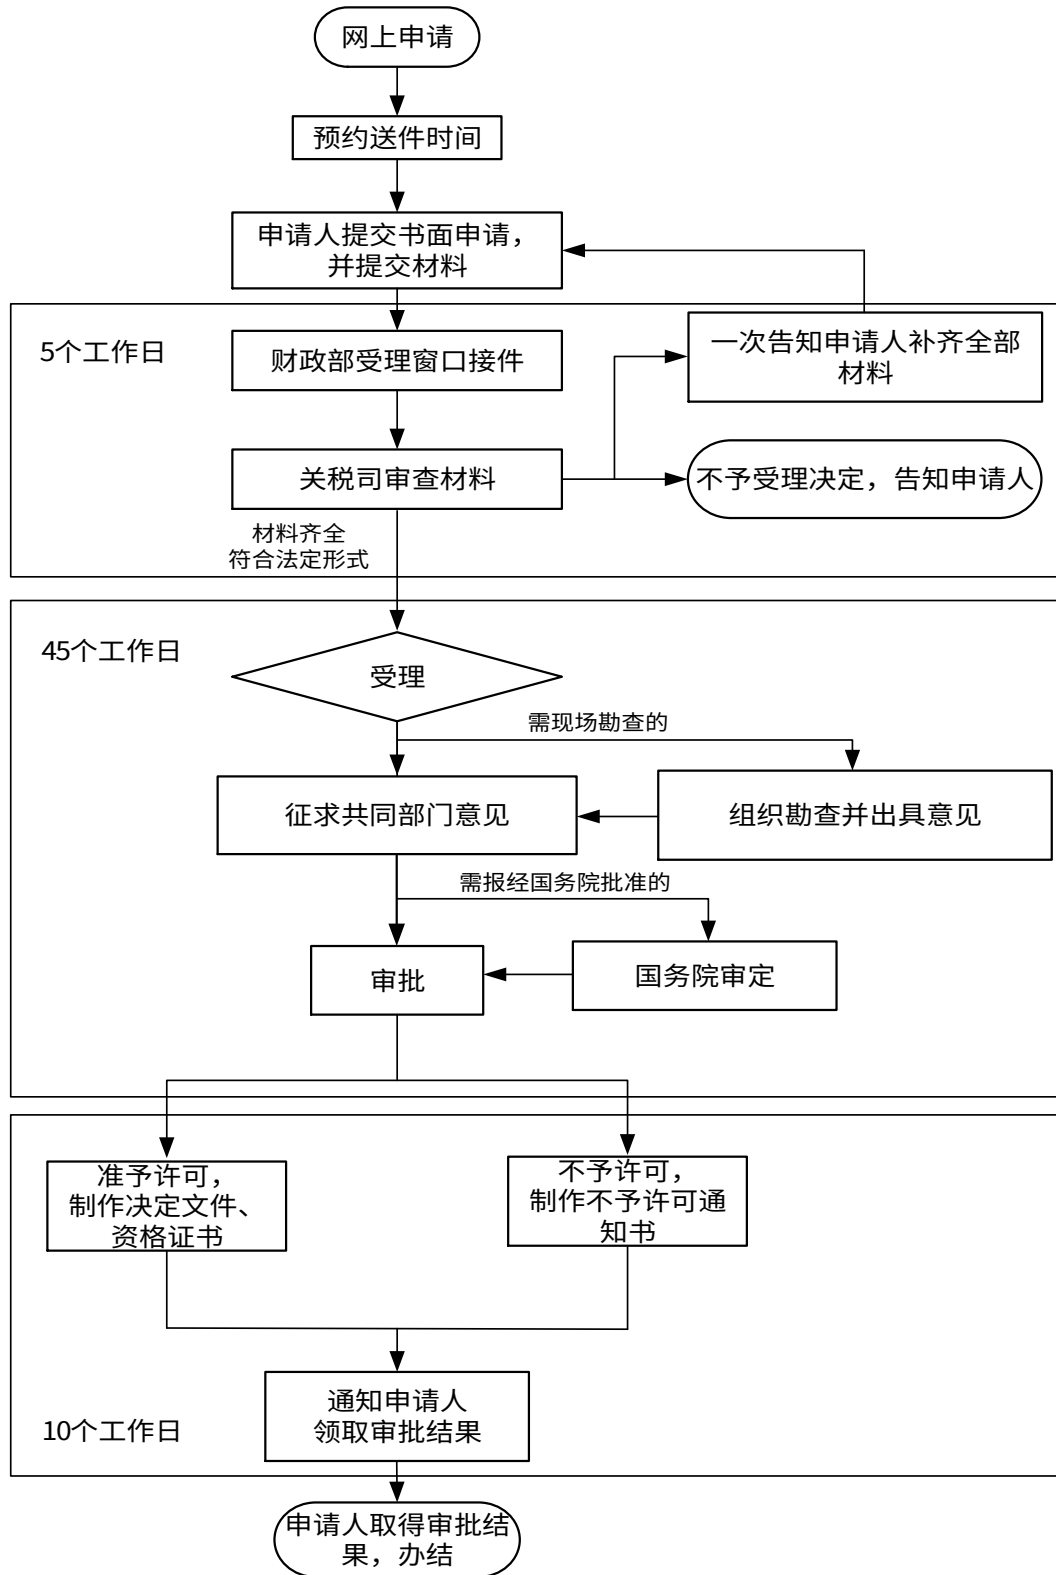 网上申请
预约送件时间
申请人提交书面申请，
并提交材料
5个工作日
财政部受理窗口接件
一次告知申请人补齐全部
材料
关税司审查材料
不予受理决定，告知申请人
材料齐全
符合法定形式
45个工作日
受理
需现场勘查的
征求共同部门意见
组织勘查并出具意见
需报经国务院批准的
审批
国务院审定
准予许可，
制作决定文件、
资格证书
不予许可，
制作不予许可通
知书
通知申请人
领取审批结果
10个工作日
申请人取得审批结
果，办结